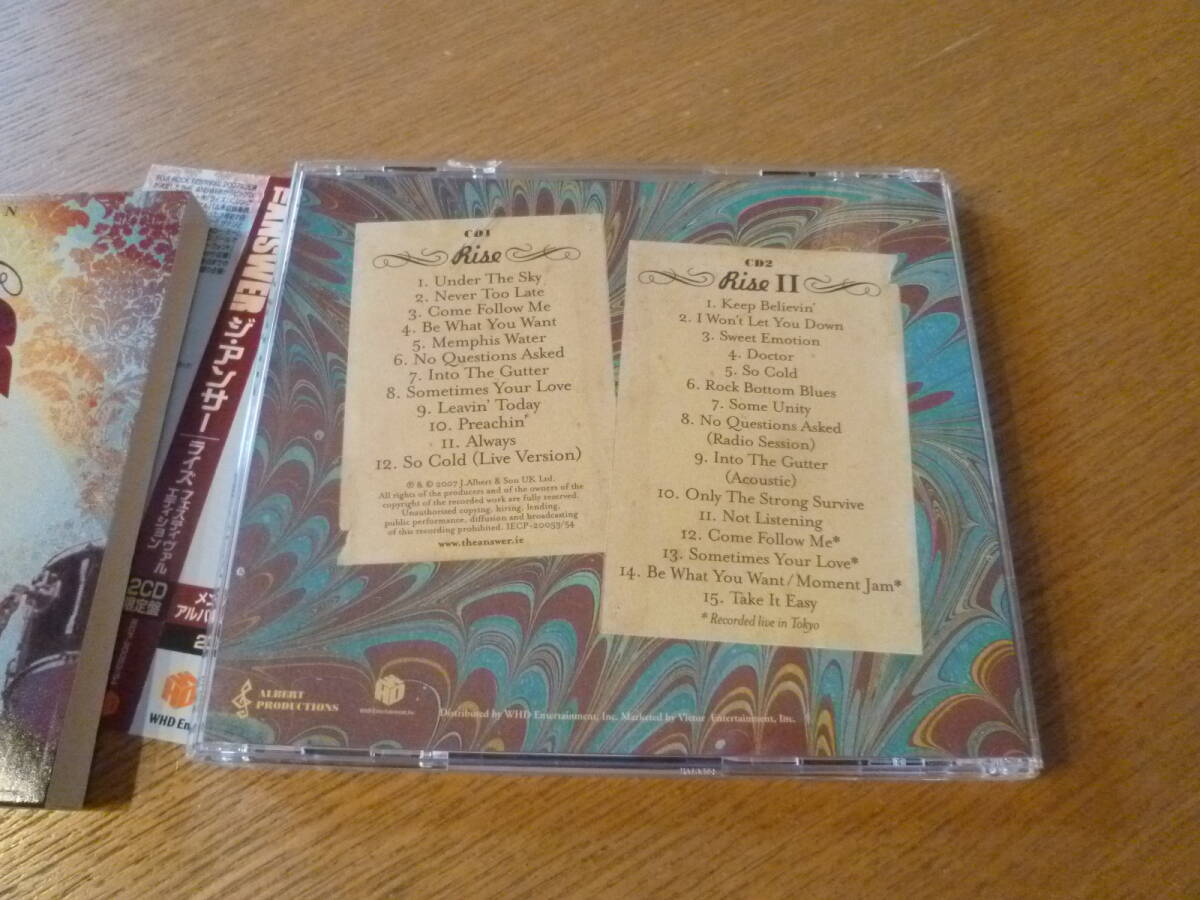 N
FUJI ROCK FESTIVAL 2007
ANSWER ジ・アンサー
ライズ フェスティヴァル
エディション
2CD
限定盤
WHD
CD1
Rise
1. Under The Sky
2. Never Too Late
3. Come Follow Me
4. Be What You Want
5. Memphis Water
6. No Questions Asked
7. Into The Gutter
8. Sometimes Your Love
9. Leavin' Today
10. Preachin'
11. Always
12. So Cold (Live Version)
℗ & © 2007 J.Albert & Son UK Ltd.
All rights of the producers and of the owners of the
copyright of the recorded work are fully reserved.
Unauthorised copying, hiring, lending,
public performance, diffusion and broadcasting
of this recording prohibited. IECP-20053/54
www.theanswer.ie
CD2
Rise II
1. Keep Believin'
2. I Won't Let You Down
3. Sweet Emotion
4. Doctor
5. So Cold
6. Rock Bottom Blues
7. Some Unity
8. No Questions Asked
(Radio Session)
9. Into The Gutter
(Acoustic)
10. Only The Strong Survive
11. Not Listening
12. Come Follow Me*
13. Sometimes Your Love*
14. Be What You Want/Moment Jam*
15. Take It Easy
* Recorded live in Tokyo
ALBERT
PRODUCTIONS
WHD Entertainment, Inc.
Distributed by WHD Entertainment, Inc. Marketed by Victor Entertainment, Inc.